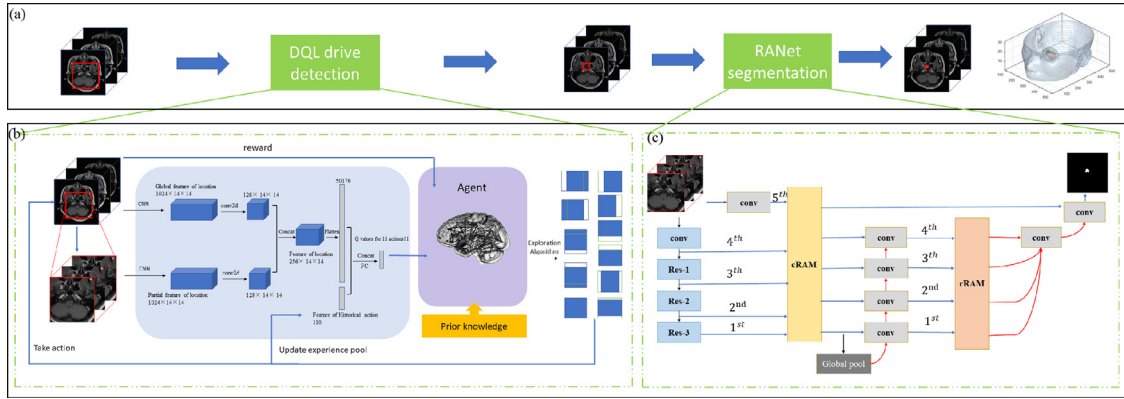 (a)
DQL drive
detection
RANet
segmentation
(b)
reward
Global feature of location
1024×14×14
128×14×14
CNN
conv2d
50176
Concat
Flatten
Feature of location
256×14×14
Q values for 11 actions
11
Concat
FC
CNN
conv2d
Partial feature of location
1024×14×14
128×14×14
Feature of Historical action
110
Agent
Prior knowledge
Exploration
Algorithm
Take action
Update experience pool
(c)
conv
5th
conv
4th
Res-1
3th
Res-2
2nd
Res-3
1st
cRAM
conv
4th
conv
3th
conv
2nd
conv
1st
Global pool
rRAM
conv
conv